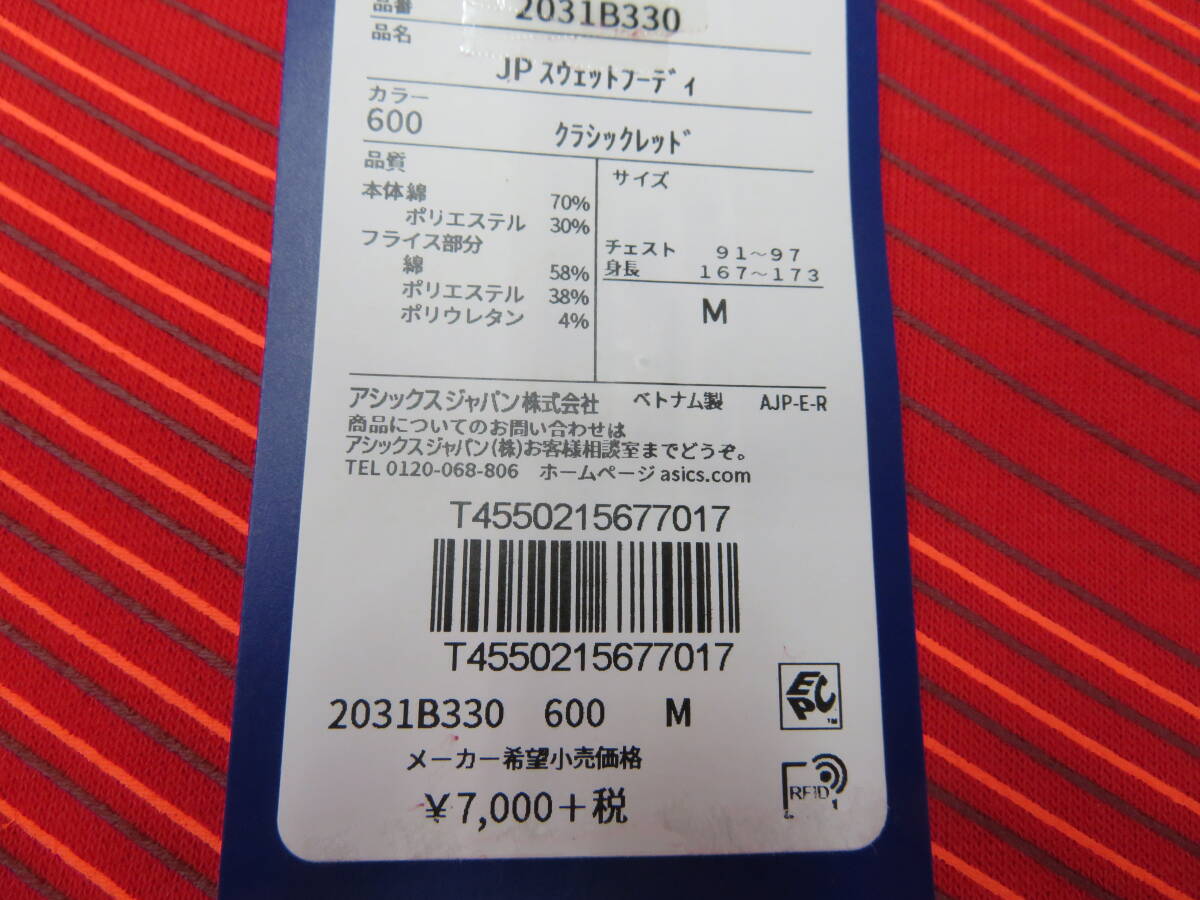 品番 2031B330
品名
JP スウェットフーディ
カラー
600 クラシックレッド
品質
本体綿 70%
ポリエステル 30%
フライス部分
綿 58%
ポリエステル 38%
ポリウレタン 4%
サイズ
チェスト 91～97
身長 167～173
M
アシックスジャパン株式会社 ベトナム製 AJP-E-R
商品についてのお問い合わせは
アシックスジャパン(株)お客様相談室までどうぞ。
TEL 0120-068-806 ホームページ asics.com
T4550215677017
T4550215677017
2031B330 600 M
メーカー希望小売価格
¥7,000+税
EPC™
RFID